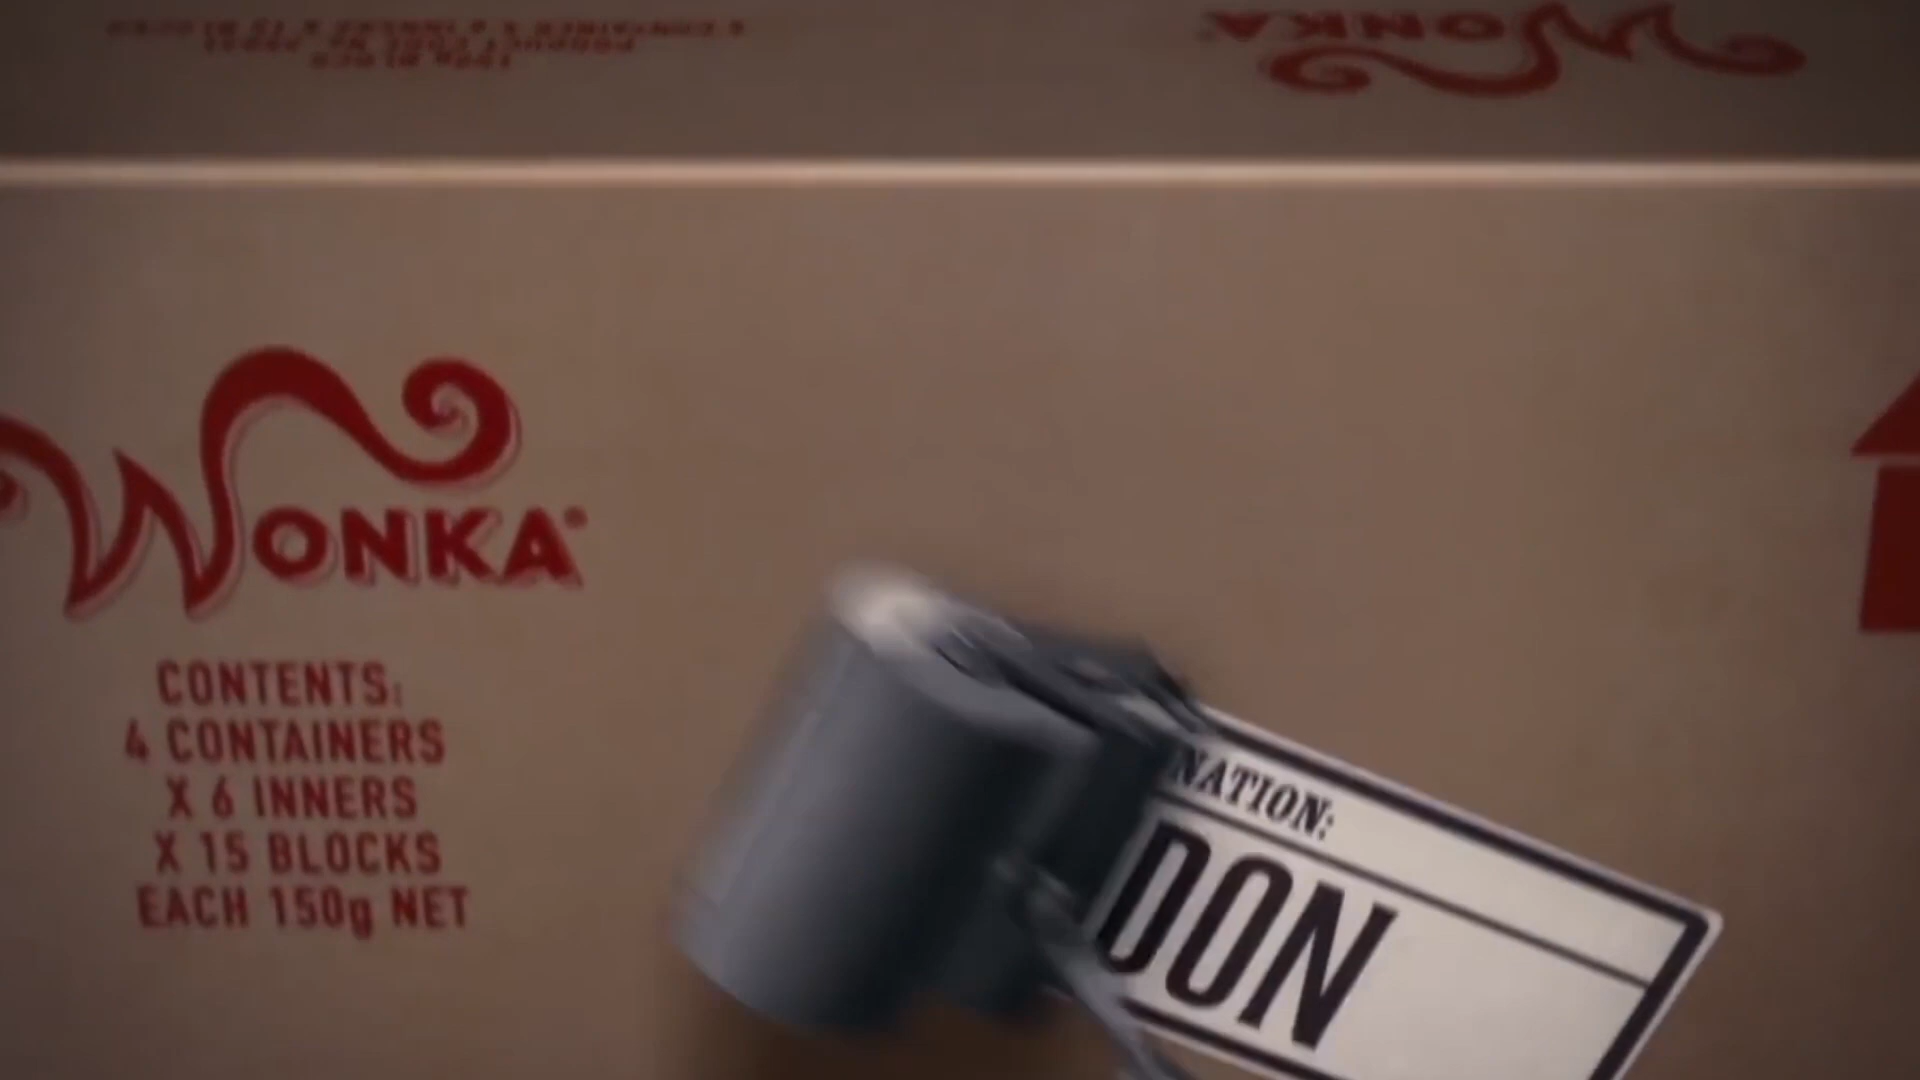 WONKA
WONKA®
CONTENTS:
4 CONTAINERS
X 6 INNERS
X 15 BLOCKS
EACH 150g NET
NATION:
DON